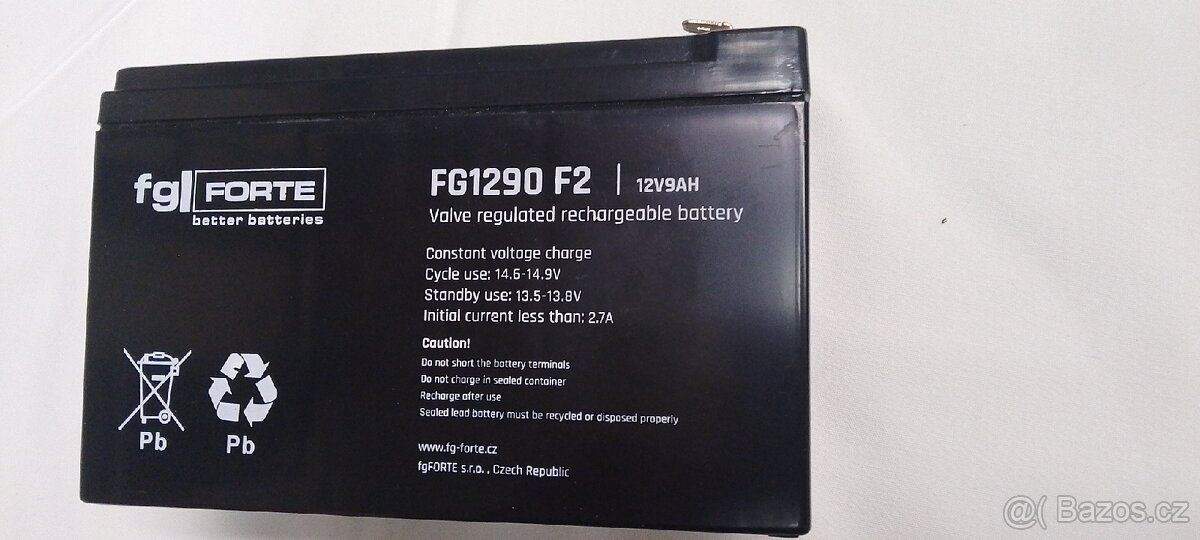 fg FORTE
better batteries
FG1290 F2 | 12V9AH
Valve regulated rechargeable battery
Constant voltage charge
Cycle use: 14.6-14.9V
Standby use: 13.5-13.8V
Initial current less than: 2.7A
Caution!
Do not short the battery terminals
Do not charge in sealed container
Recharge after use
Sealed lead battery must be recycled or disposed properly
www.fg-forte.cz
fgFORTE s.r.o. , Czech Republic
Pb
Pb
@( Bazos.cz